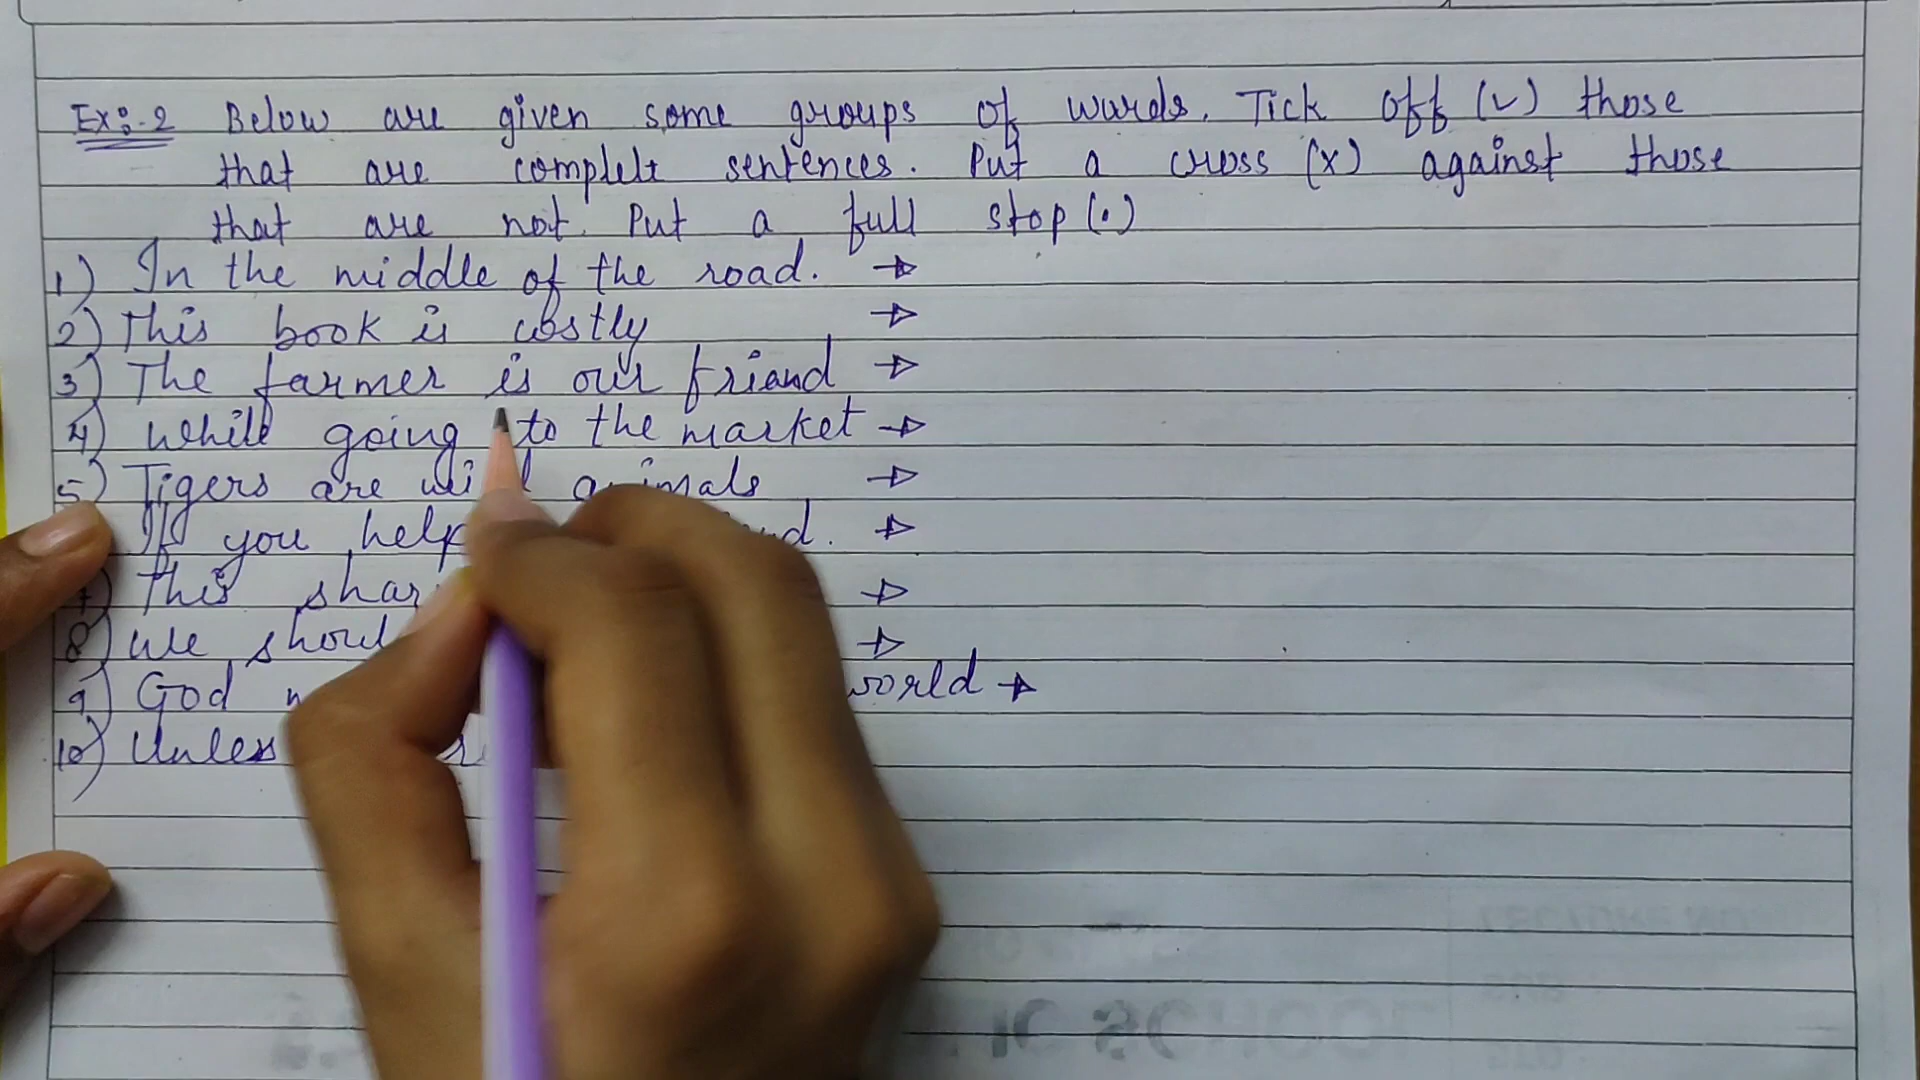 Ex:-2 Below are given some groups of words. Tick off (✓) those
that are complete sentences. Put a cross (x) against those
that are not. Put a full stop (.)
1) In the middle of the road. →
2) This book is costly →
3) The farmer is our friend →
4) While going to the market →
5) Tigers are wild animals →
If you help →
7) This →
8) We →
9) God world →
10) Unless